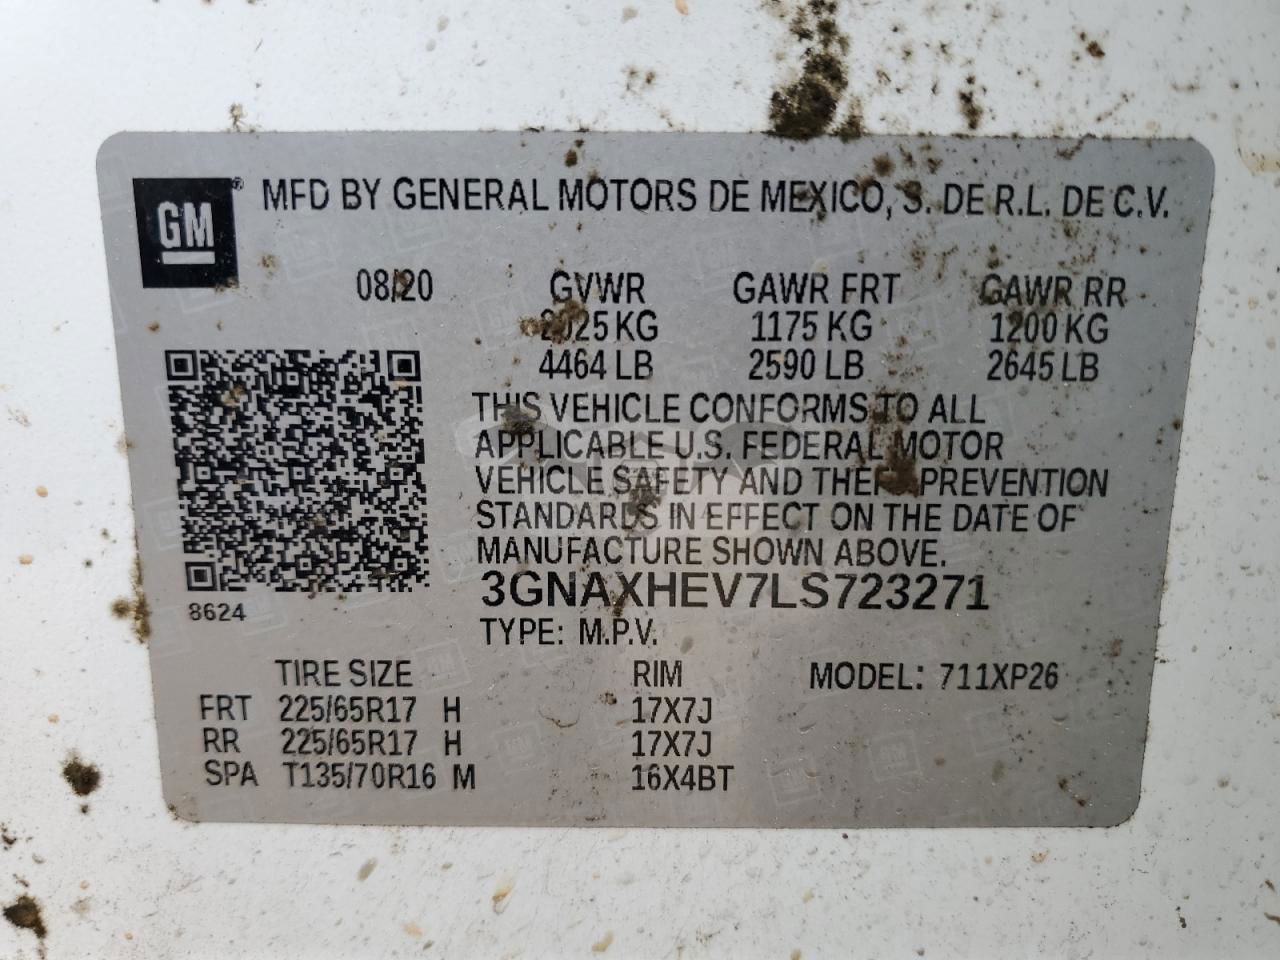 GM
MFD BY GENERAL MOTORS DE MEXICO, S. DE R.L. DE C.V.
08/20 GVWR GAWR FRT GAWR RR
2025 KG 1175 KG 1200 KG
4464 LB 2590 LB 2645 LB
THIS VEHICLE CONFORMS TO ALL
APPLICABLE U.S. FEDERAL MOTOR
VEHICLE SAFETY AND THEFT PREVENTION
STANDARDS IN EFFECT ON THE DATE OF
MANUFACTURE SHOWN ABOVE.
3GNAXHEV7LS723271
8624
TYPE: M.P.V.
TIRE SIZE RIM MODEL: 711XP26
FRT 225/65R17 H 17X7J
RR 225/65R17 H 17X7J
SPA T135/70R16 M 16X4BT